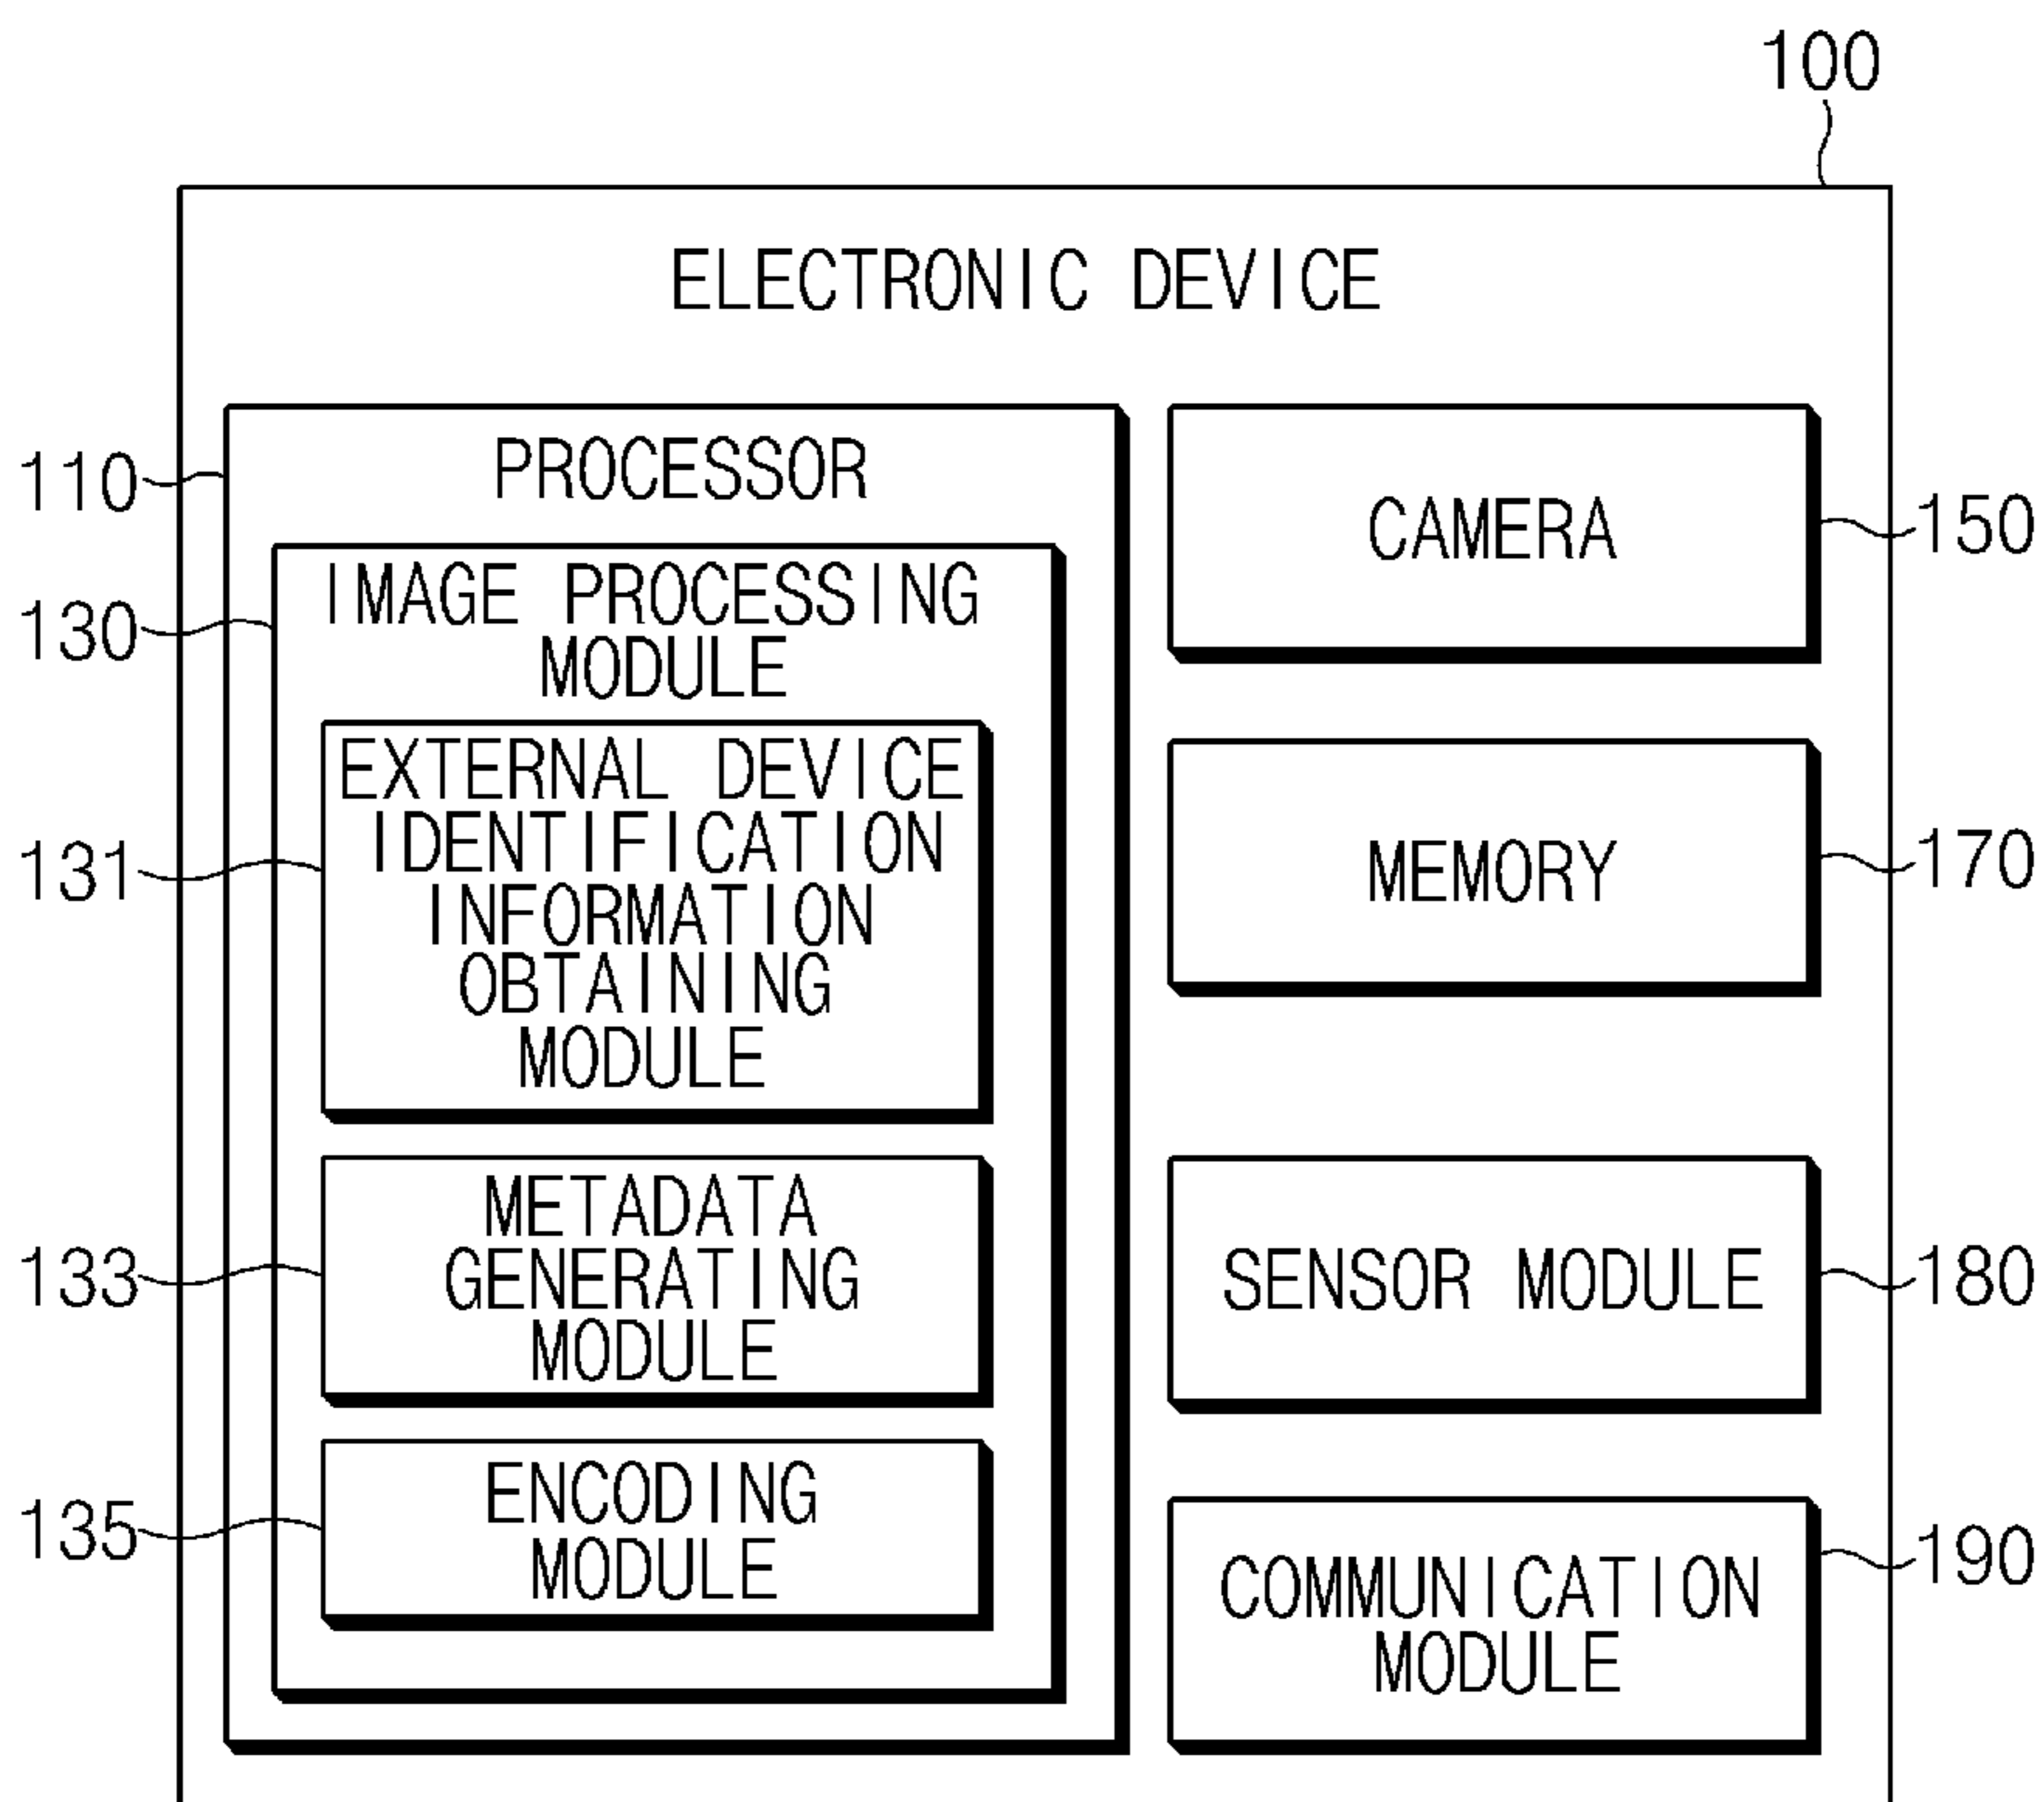 100
ELECTRONIC DEVICE
110
PROCESSOR
130
IMAGE PROCESSING
MODULE
131
EXTERNAL DEVICE
IDENTIFICATION
INFORMATION
OBTAINING
MODULE
133
METADATA
GENERATING
MODULE
135
ENCODING
MODULE
CAMERA
150
MEMORY
170
SENSOR MODULE
180
COMMUNICATION
MODULE
190